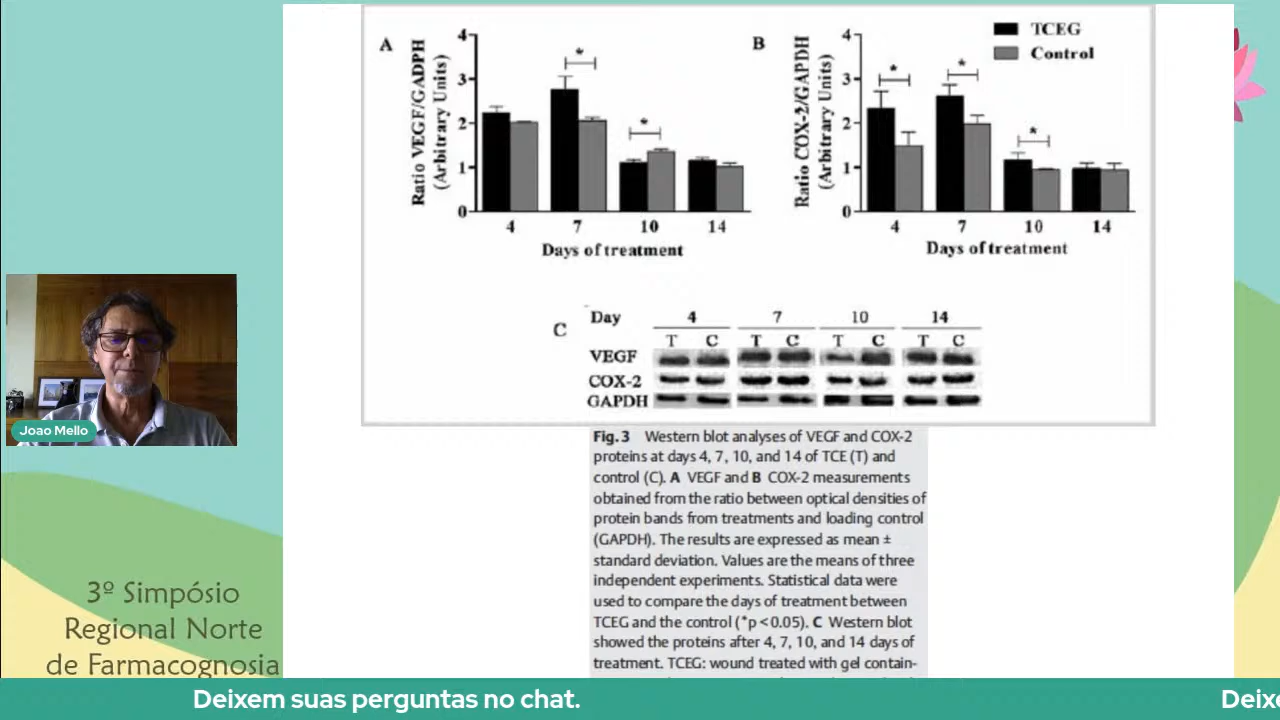 A
Ratio VEGF/GADPH
(Arbitrary Units)
4
3
2
1
0
*
*
4 7 10 14
Days of treatment
B
Ratio COX-2/GAPDH
(Arbitrary Units)
4
3
2
1
0
*
*
*
4 7 10 14
Days of treatment
TCEG
Control
C
Day 4 7 10 14
T C T C T C T C
VEGF
COX-2
GAPDH
Fig. 3 Western blot analyses of VEGF and COX-2
proteins at days 4, 7, 10, and 14 of TCE (T) and
control (C). A VEGF and B COX-2 measurements
obtained from the ratio between optical densities of
protein bands from treatments and loading control
(GAPDH). The results are expressed as mean ±
standard deviation. Values are the means of three
independent experiments. Statistical data were
used to compare the days of treatment between
TCEG and the control (*p < 0.05). C Western blot
showed the proteins after 4, 7, 10, and 14 days of
treatment. TCEG: wound treated with gel contain-
Joao Mello
3º Simpósio
Regional Norte
de Farmacognosia
Deixem suas perguntas no chat.
Deixe